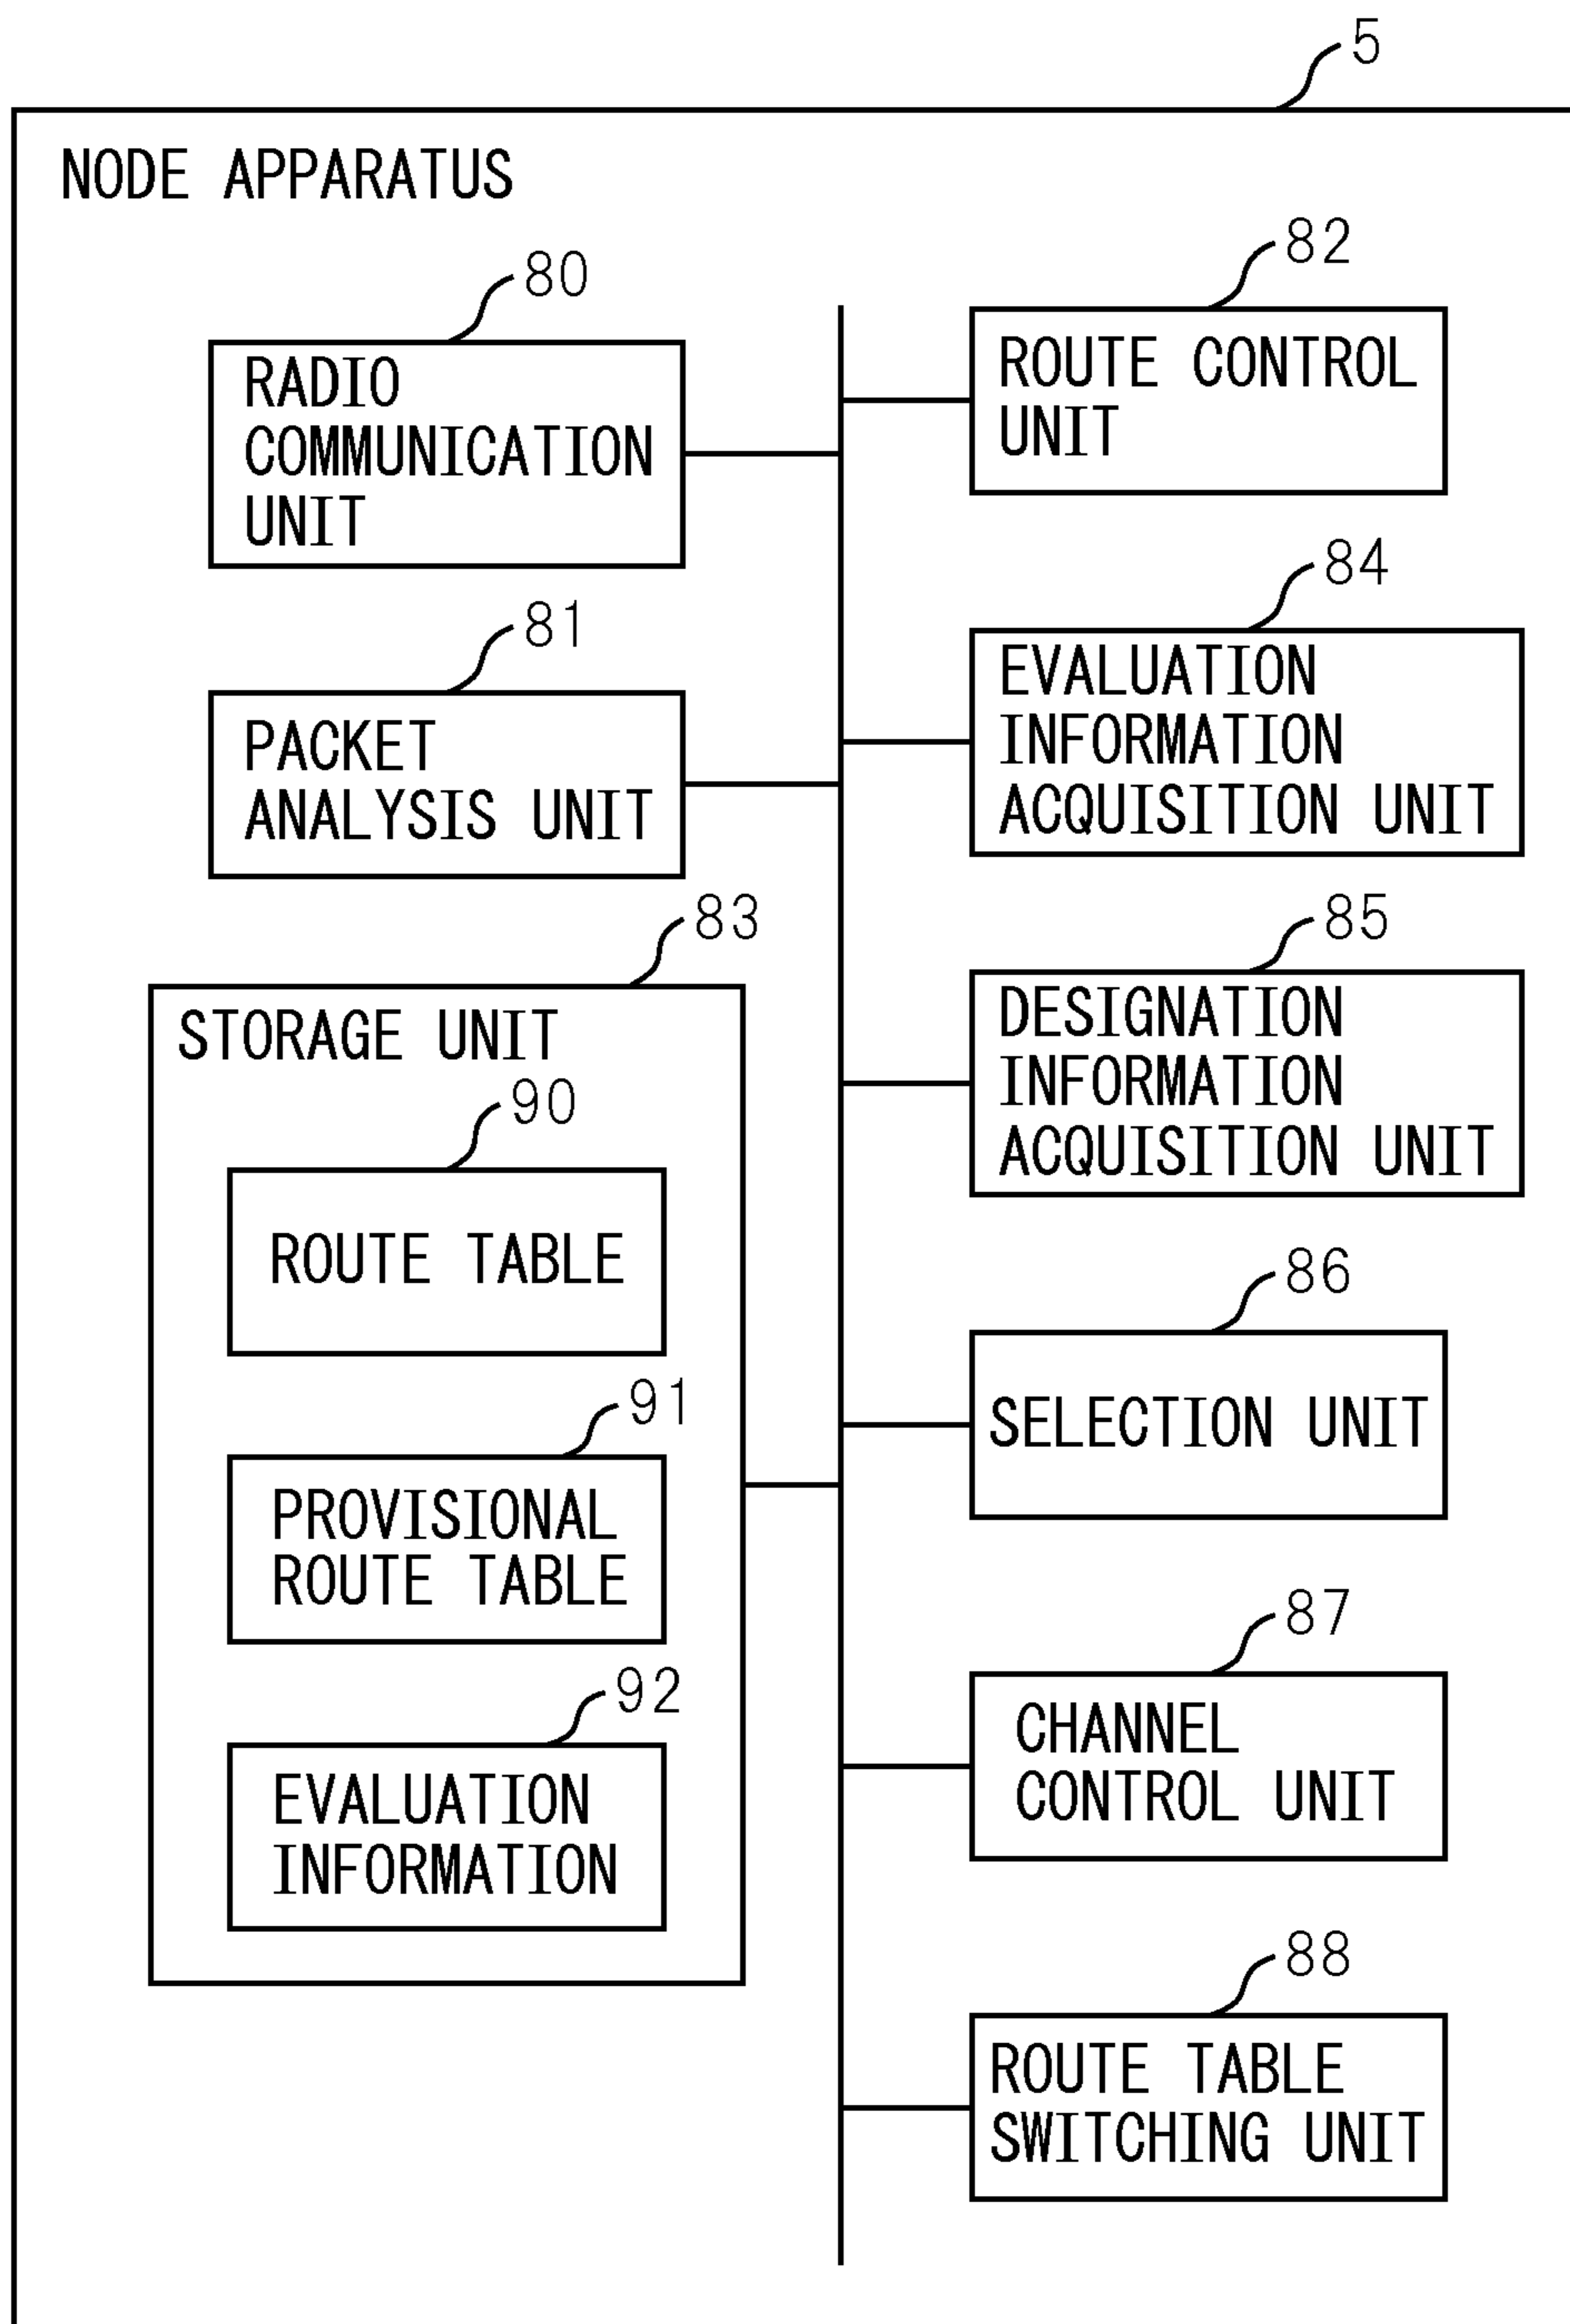 5
NODE APPARATUS
80
RADIO
COMMUNICATION
UNIT
81
PACKET
ANALYSIS UNIT
83
STORAGE UNIT
90
ROUTE TABLE
91
PROVISIONAL
ROUTE TABLE
92
EVALUATION
INFORMATION
82
ROUTE CONTROL
UNIT
84
EVALUATION
INFORMATION
ACQUISITION UNIT
85
DESIGNATION
INFORMATION
ACQUISITION UNIT
86
SELECTION UNIT
87
CHANNEL
CONTROL UNIT
88
ROUTE TABLE
SWITCHING UNIT